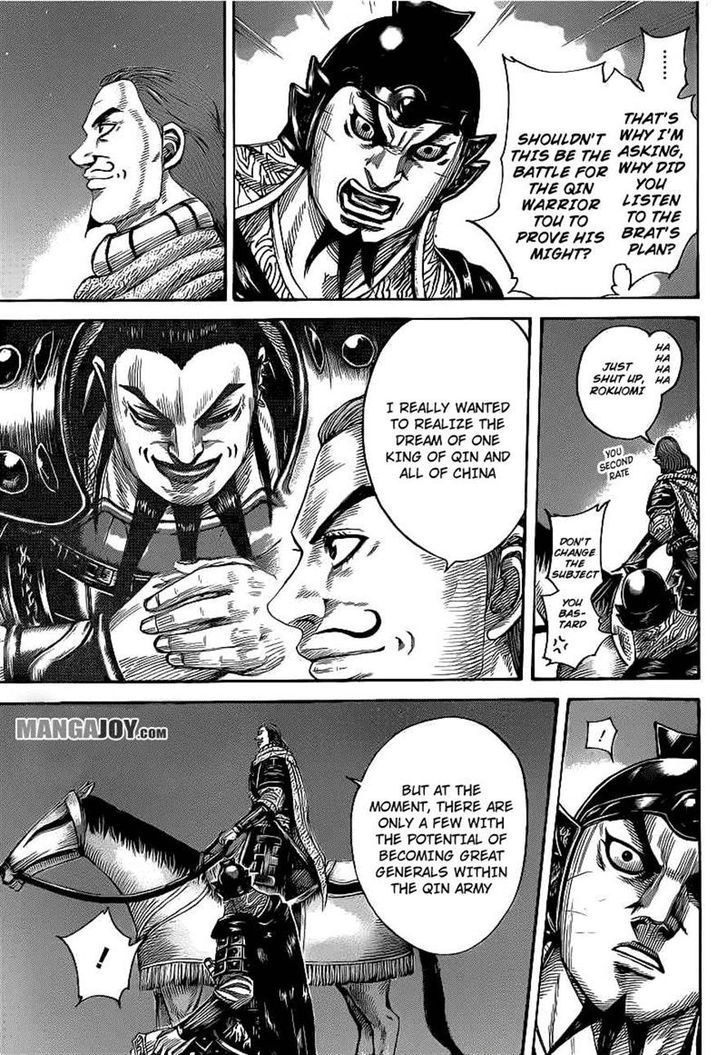 ......
THAT'S
WHY I'M
ASKING,
WHY DID
YOU
LISTEN
TO THE
BRAT'S
PLAN?
SHOULDN'T
THIS BE THE
BATTLE FOR
THE QIN
WARRIOR
TOU TO
PROVE HIS
MIGHT?
HA
HA
HA
HA
JUST
SHUT UP,
ROKUOMI
YOU
SECOND
RATE
DON'T
CHANGE
THE
SUBJECT
YOU
BAS-
TARD
I REALLY WANTED
TO REALIZE THE
DREAM OF ONE
KING OF QIN AND
ALL OF CHINA
!
BUT AT THE
MOMENT, THERE ARE
ONLY A FEW WITH
THE POTENTIAL OF
BECOMING GREAT
GENERALS WITHIN
THE QIN ARMY
!
MANGAJOY.COM